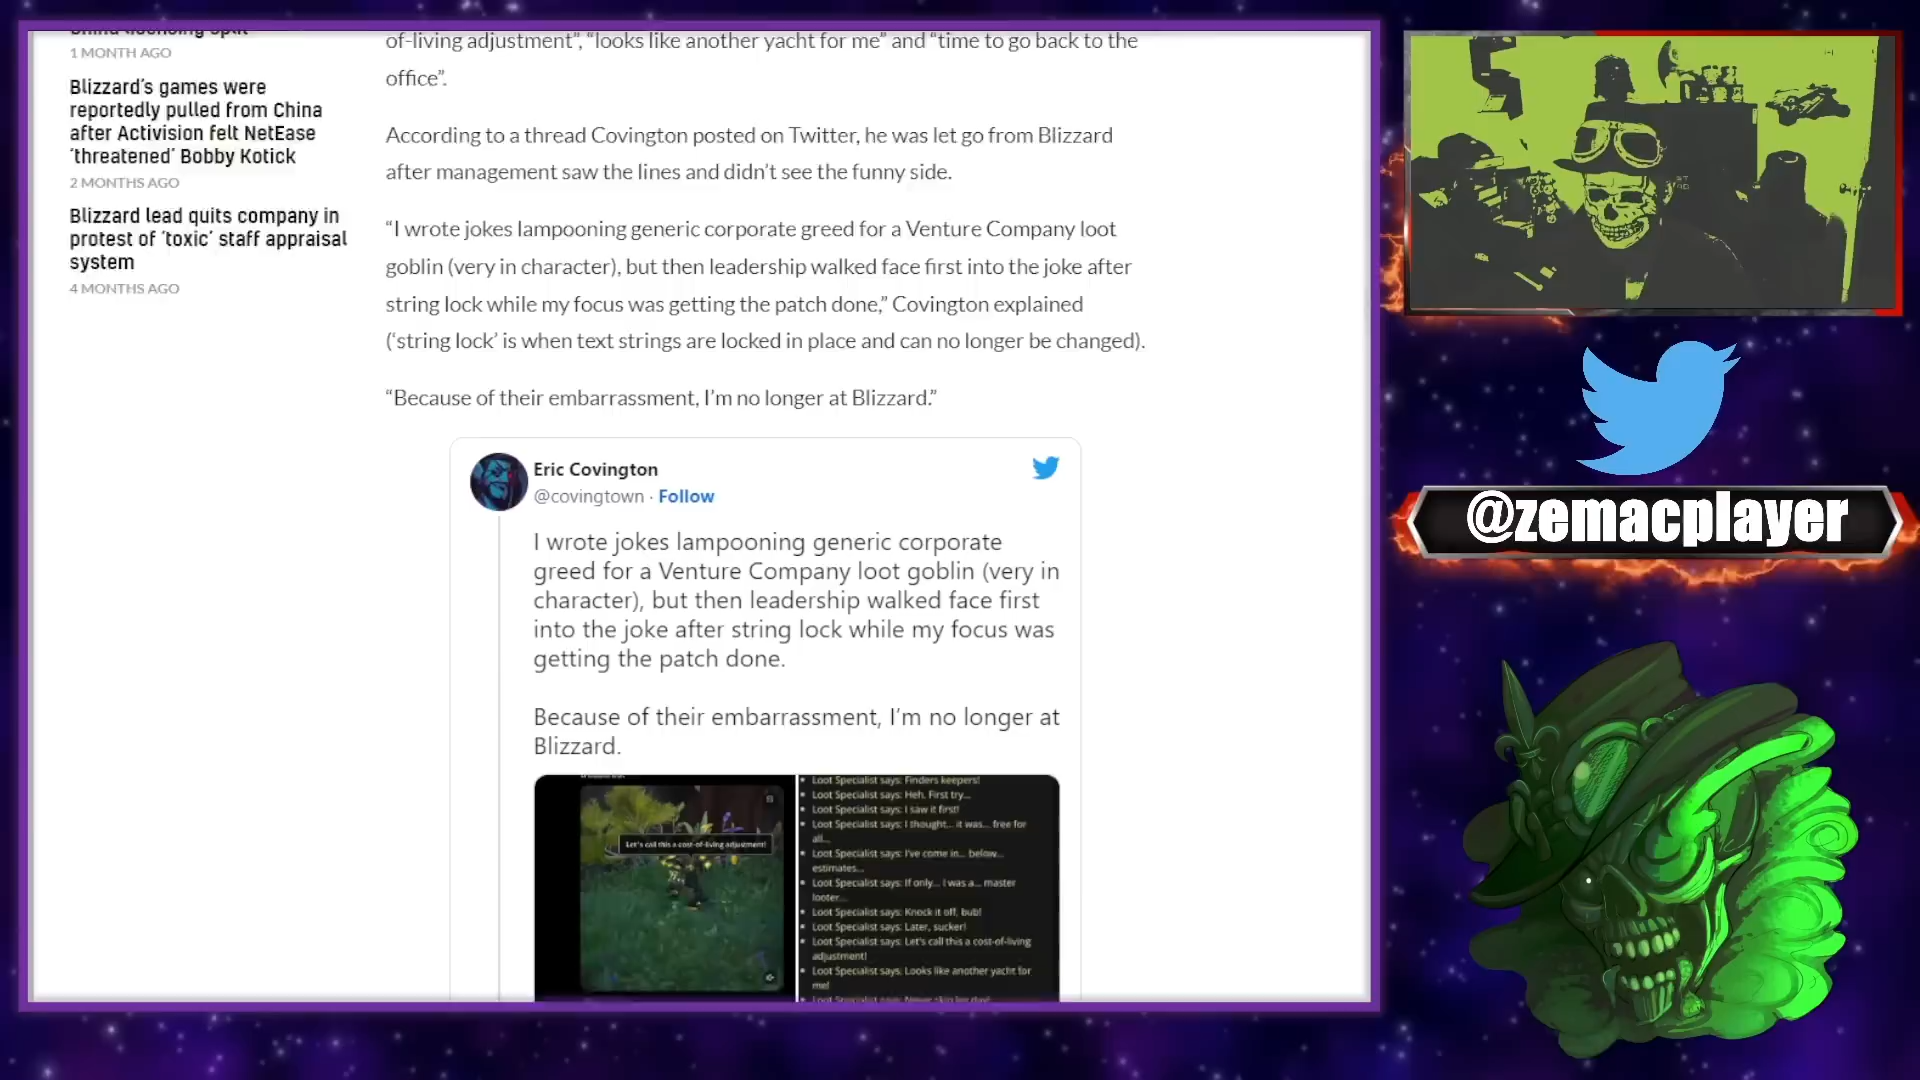 1 MONTH AGO
Blizzard's games were
reportedly pulled from China
after Activision felt NetEase
'threatened' Bobby Kotick
2 MONTHS AGO
Blizzard lead quits company in
protest of 'toxic' staff appraisal
system
4 MONTHS AGO
of-living adjustment”, “looks like another yacht for me” and “time to go back to the
office”.
According to a thread Covington posted on Twitter, he was let go from Blizzard
after management saw the lines and didn't see the funny side.
“I wrote jokes lampooning generic corporate greed for a Venture Company loot
goblin (very in character), but then leadership walked face first into the joke after
string lock while my focus was getting the patch done,” Covington explained
(‘string lock’ is when text strings are locked in place and can no longer be changed).
“Because of their embarrassment, I’m no longer at Blizzard.”
Eric Covington
@covingtown · Follow
I wrote jokes lampooning generic corporate
greed for a Venture Company loot goblin (very in
character), but then leadership walked face first
into the joke after string lock while my focus was
getting the patch done.
Because of their embarrassment, I’m no longer at
Blizzard.
Let's call this a cost-of-living adjustment!
Loot Specialist says: Finders keepers!
Loot Specialist says: Heh. First try...
Loot Specialist says: I saw it first!
Loot Specialist says: I thought... it was... free for
all...
Loot Specialist says: I've come in... below...
estimates...
Loot Specialist says: If only... I was a... master
looter...
Loot Specialist says: Knock it off, bub!
Loot Specialist says: Later, sucker!
Loot Specialist says: Let's call this a cost-of-living
adjustment!
Loot Specialist says: Looks like another yacht for
me!
@zemacplayer